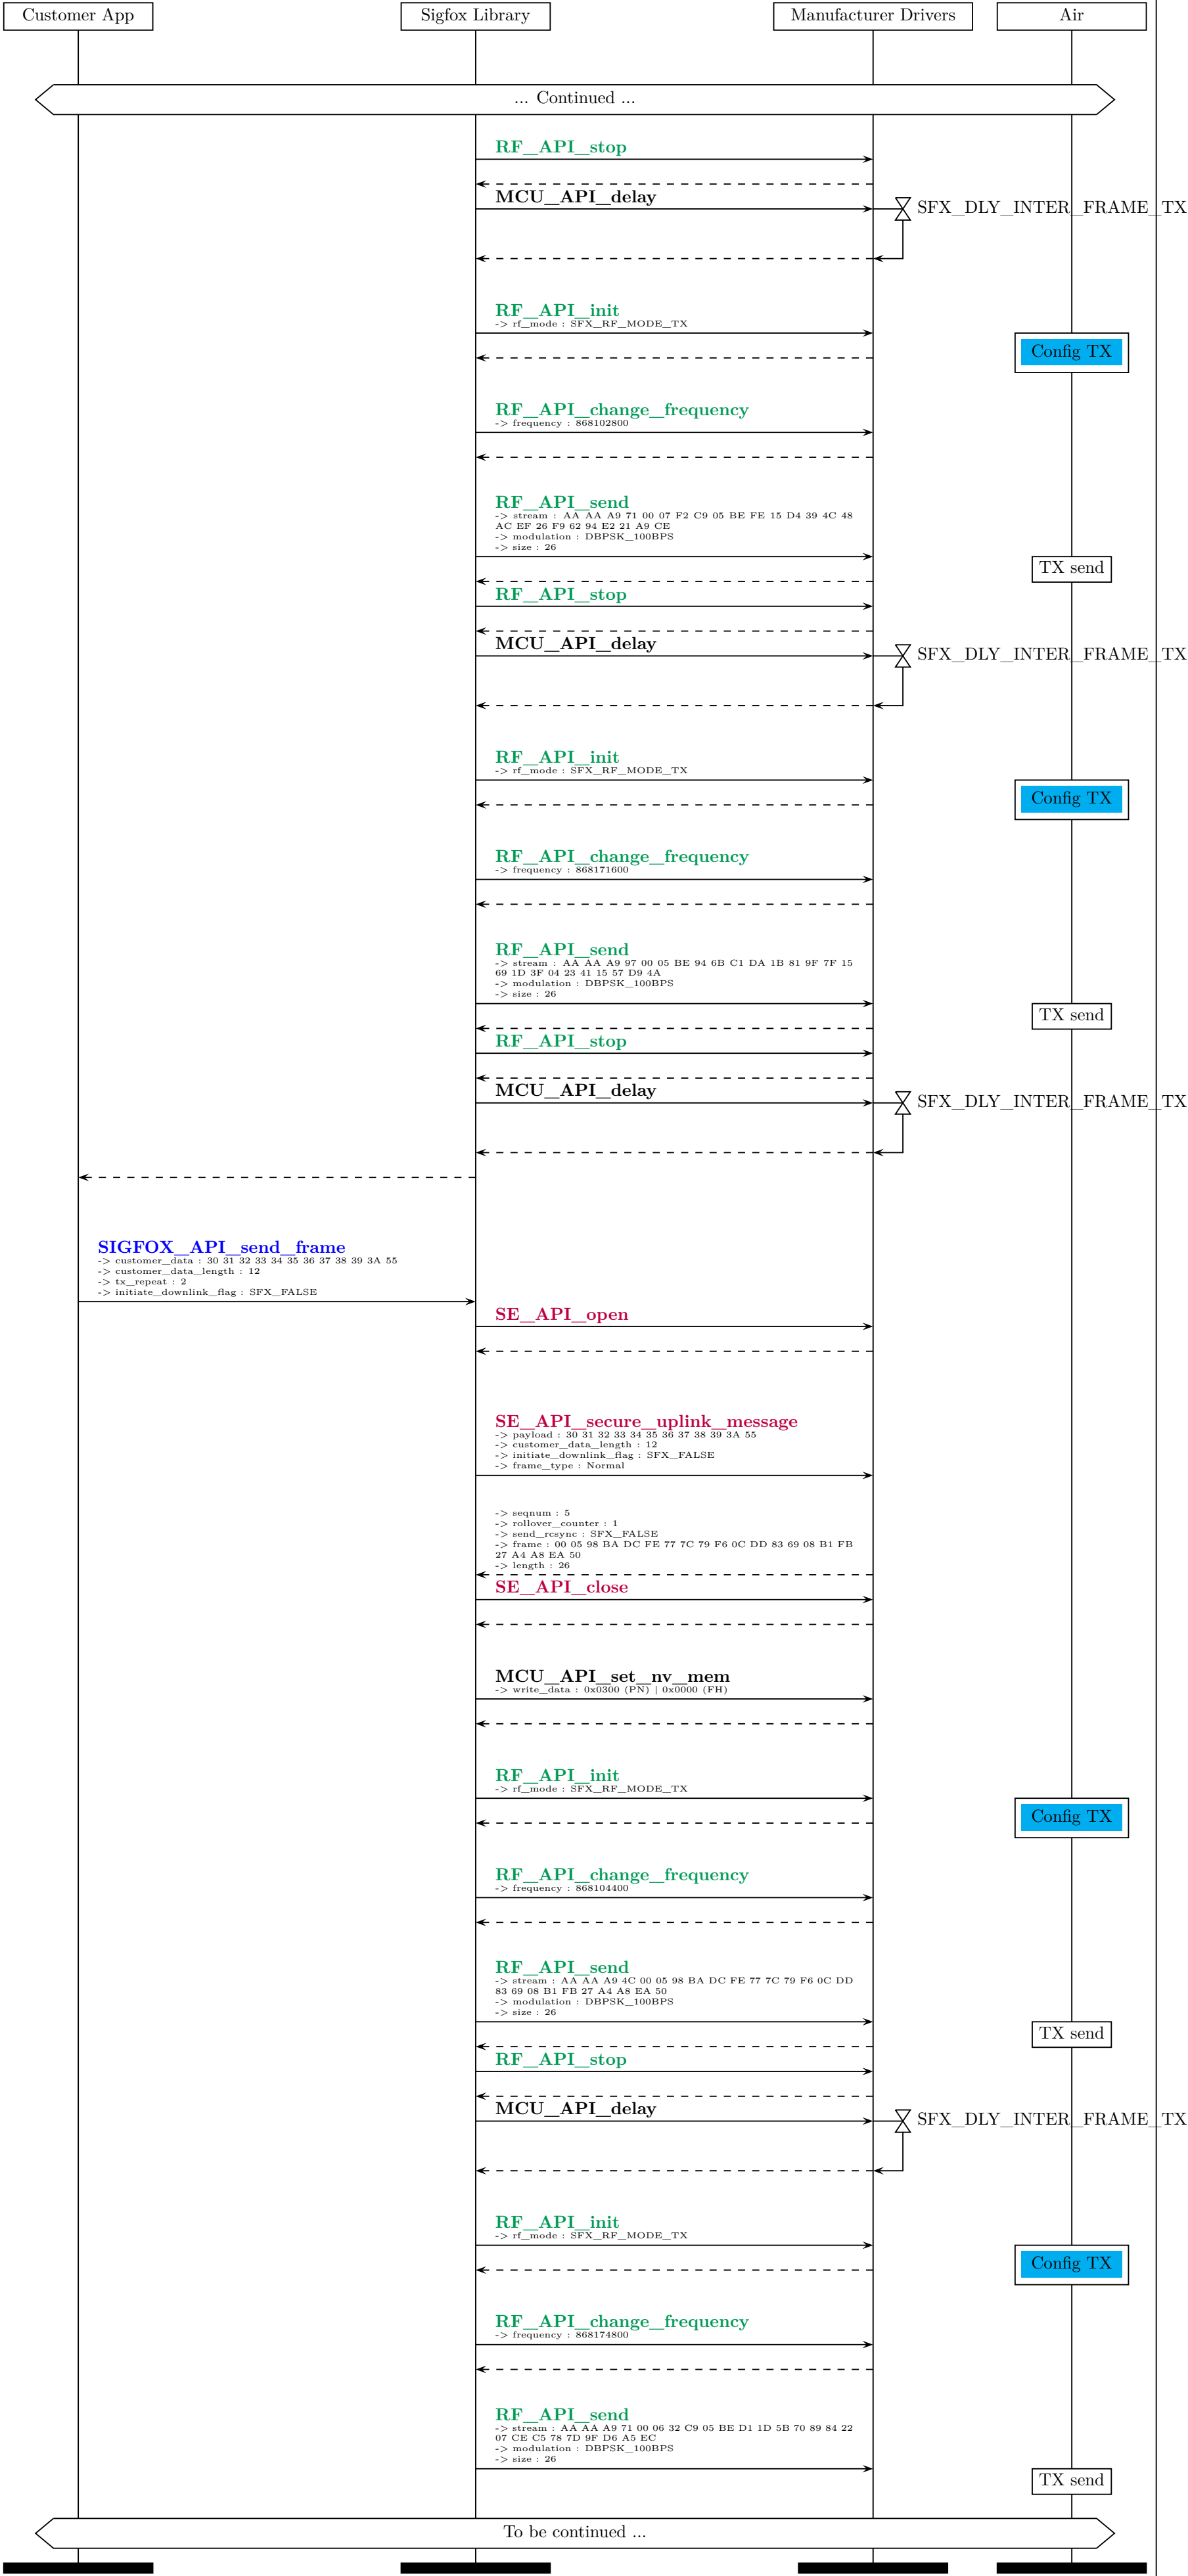 Customer App
Sigfox Library
Manufacturer Drivers
Air
... Continued ...
RF_API_stop
MCU_API_delay
SFX_DLY_INTER_FRAME_TX
RF_API_init
-> rf_mode : SFX_RF_MODE_TX
Config TX
RF_API_change_frequency
-> frequency : 868102800
RF_API_send
-> stream : AA AA A9 71 00 07 F2 C9 05 BE FE 15 D4 39 4C 48
AC EF 26 F9 62 94 E2 21 A9 CE
-> modulation : DBPSK_100BPS
-> size : 26
TX send
RF_API_stop
MCU_API_delay
SFX_DLY_INTER_FRAME_TX
RF_API_init
-> rf_mode : SFX_RF_MODE_TX
Config TX
RF_API_change_frequency
-> frequency : 868171600
RF_API_send
-> stream : AA AA A9 97 00 05 BE 94 6B C1 DA 1B 81 9F 7F 15
69 1D 3F 04 23 41 15 57 D9 4A
-> modulation : DBPSK_100BPS
-> size : 26
TX send
RF_API_stop
MCU_API_delay
SFX_DLY_INTER_FRAME_TX
SIGFOX_API_send_frame
-> customer_data : 30 31 32 33 34 35 36 37 38 39 3A 55
-> customer_data_length : 12
-> tx_repeat : 2
-> initiate_downlink_flag : SFX_FALSE
SE_API_open
SE_API_secure_uplink_message
-> payload : 30 31 32 33 34 35 36 37 38 39 3A 55
-> customer_data_length : 12
-> initiate_downlink_flag : SFX_FALSE
-> frame_type : Normal
-> seqnum : 5
-> rollover_counter : 1
-> send_rcsync : SFX_FALSE
-> frame : 00 05 98 BA DC FE 77 7C 79 F6 0C DD 83 69 08 B1 FB
27 A4 A8 EA 50
-> length : 26
SE_API_close
MCU_API_set_nv_mem
-> write_data : 0x0300 (PN) | 0x0000 (FH)
RF_API_init
-> rf_mode : SFX_RF_MODE_TX
Config TX
RF_API_change_frequency
-> frequency : 868104400
RF_API_send
-> stream : AA AA A9 4C 00 05 98 BA DC FE 77 7C 79 F6 0C DD
83 69 08 B1 FB 27 A4 A8 EA 50
-> modulation : DBPSK_100BPS
-> size : 26
TX send
RF_API_stop
MCU_API_delay
SFX_DLY_INTER_FRAME_TX
RF_API_init
-> rf_mode : SFX_RF_MODE_TX
Config TX
RF_API_change_frequency
-> frequency : 868174800
RF_API_send
-> stream : AA AA A9 71 00 06 32 C9 05 BE D1 1D 5B 70 89 84 22
07 CE C5 78 7D 9F D6 A5 EC
-> modulation : DBPSK_100BPS
-> size : 26
TX send
To be continued ...